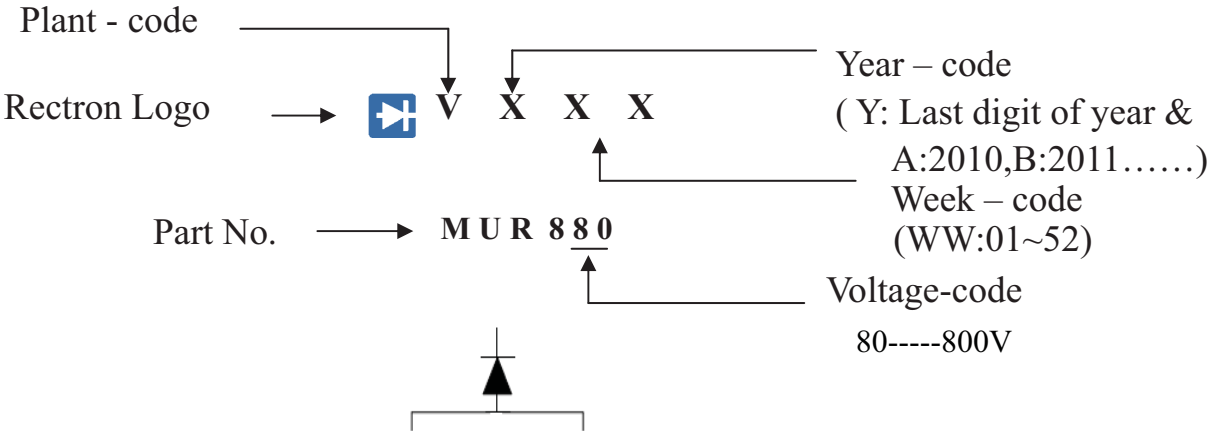 Plant - code
Year – code
Rectron Logo
V X X X
( Y: Last digit of year &
A:2010,B:2011……)
Week – code
(WW:01~52)
Part No.
MUR 880
Voltage-code
80-----800V